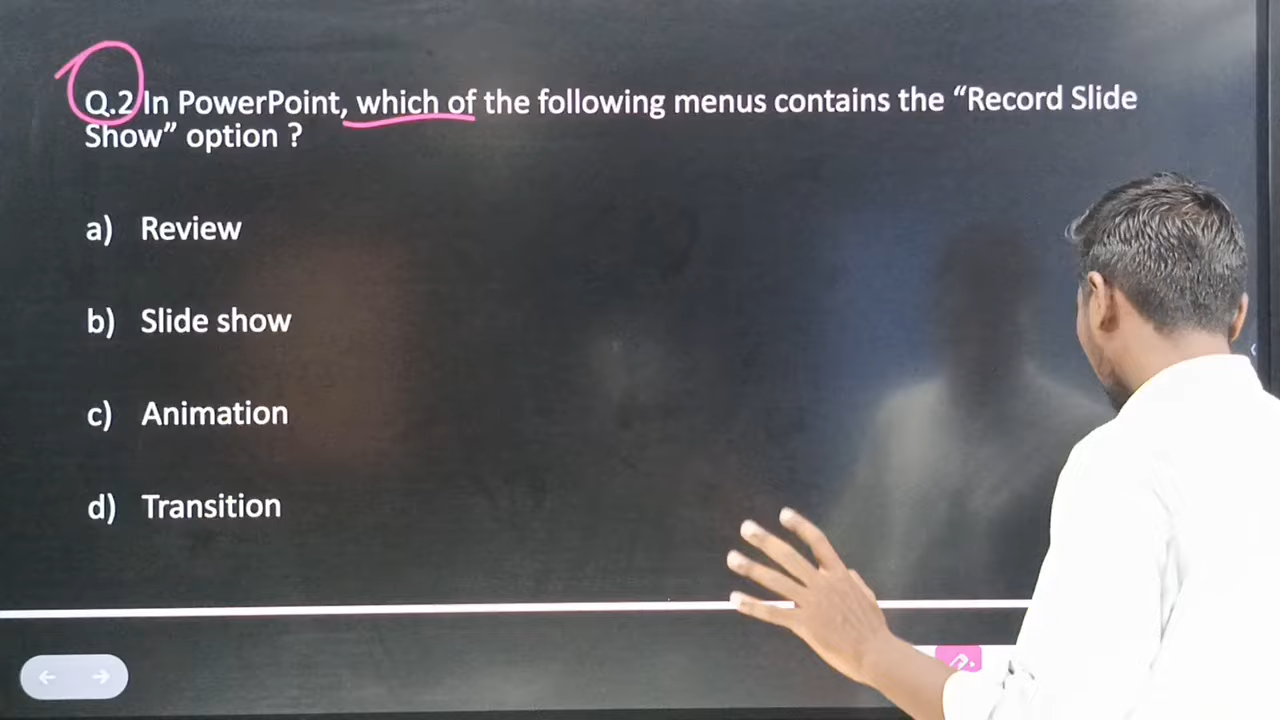 Q.2 In PowerPoint, which of the following menus contains the “Record Slide
Show” option ?
a) Review
b) Slide show
c) Animation
d) Transition